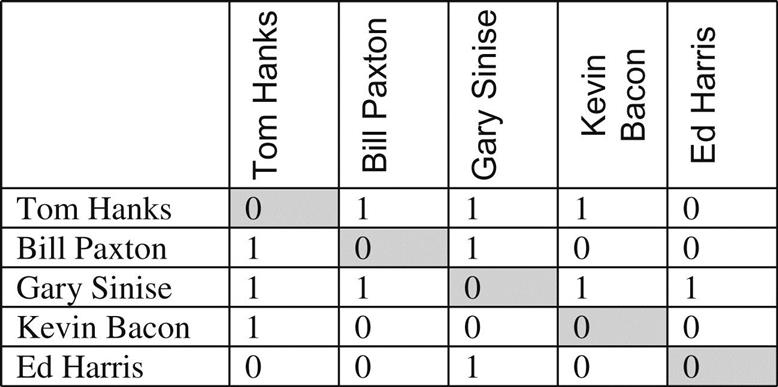 Tom Hanks
Bill Paxton
Gary Sinise
Kevin
Bacon
Ed Harris
Tom Hanks 0 1 1 1 0
Bill Paxton 1 0 1 0 0
Gary Sinise 1 1 0 1 1
Kevin Bacon 1 0 0 0 0
Ed Harris 0 0 1 0 0